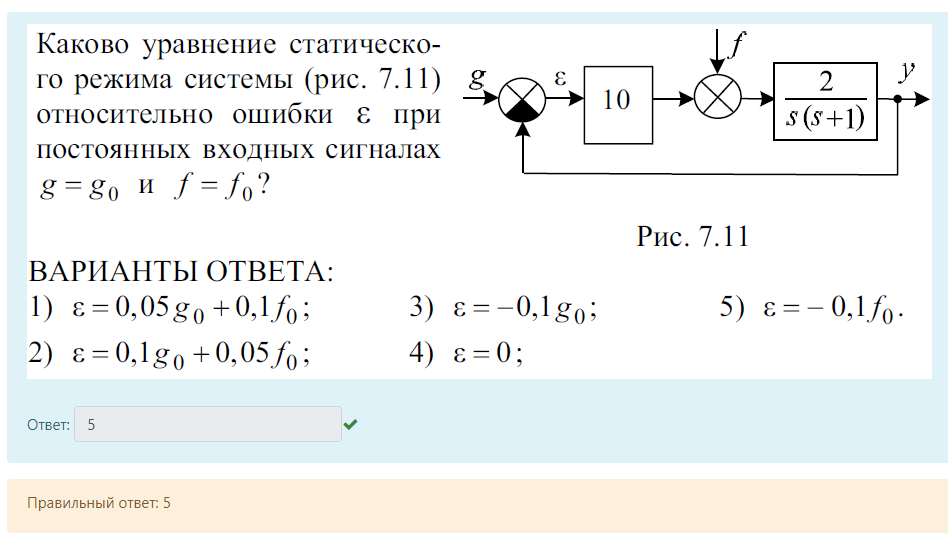 Каково уравнение статическо-
го режима системы (рис. 7.11)
относительно ошибки ε при
постоянных входных сигналах
g = g₀ и f = f₀?
g ε 10 f 2 y
s(s+1)
Рис. 7.11
ВАРИАНТЫ ОТВЕТА:
1) ε = 0,05g₀ + 0,1f₀; 3) ε = −0,1g₀; 5) ε = − 0,1f₀.
2) ε = 0,1g₀ + 0,05f₀; 4) ε = 0;
Ответ: 5
Правильный ответ: 5